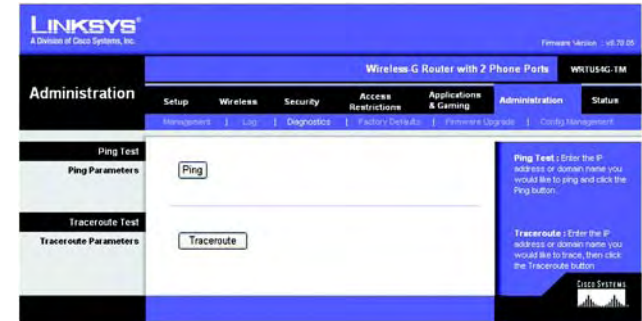 LINKSYS®
A Division of Cisco Systems, Inc.
Firmware Version : v0.70.05
Wireless-G Router with 2 Phone Ports
WRTU54G-TM
Administration
Setup
Wireless
Security
Access Restrictions
Applications & Gaming
Administration
Status
Management | Log | Diagnostics | Factory Defaults | Firmware Upgrade | Config Management
Ping Test
Ping Parameters
Ping
Traceroute Test
Traceroute Parameters
Traceroute
Ping Test : Enter the IP
address or domain name you
would like to ping and click the
Ping button.
Traceroute : Enter the IP
address or domain name you
would like to trace, then click
the Traceroute button
CISCO SYSTEMS